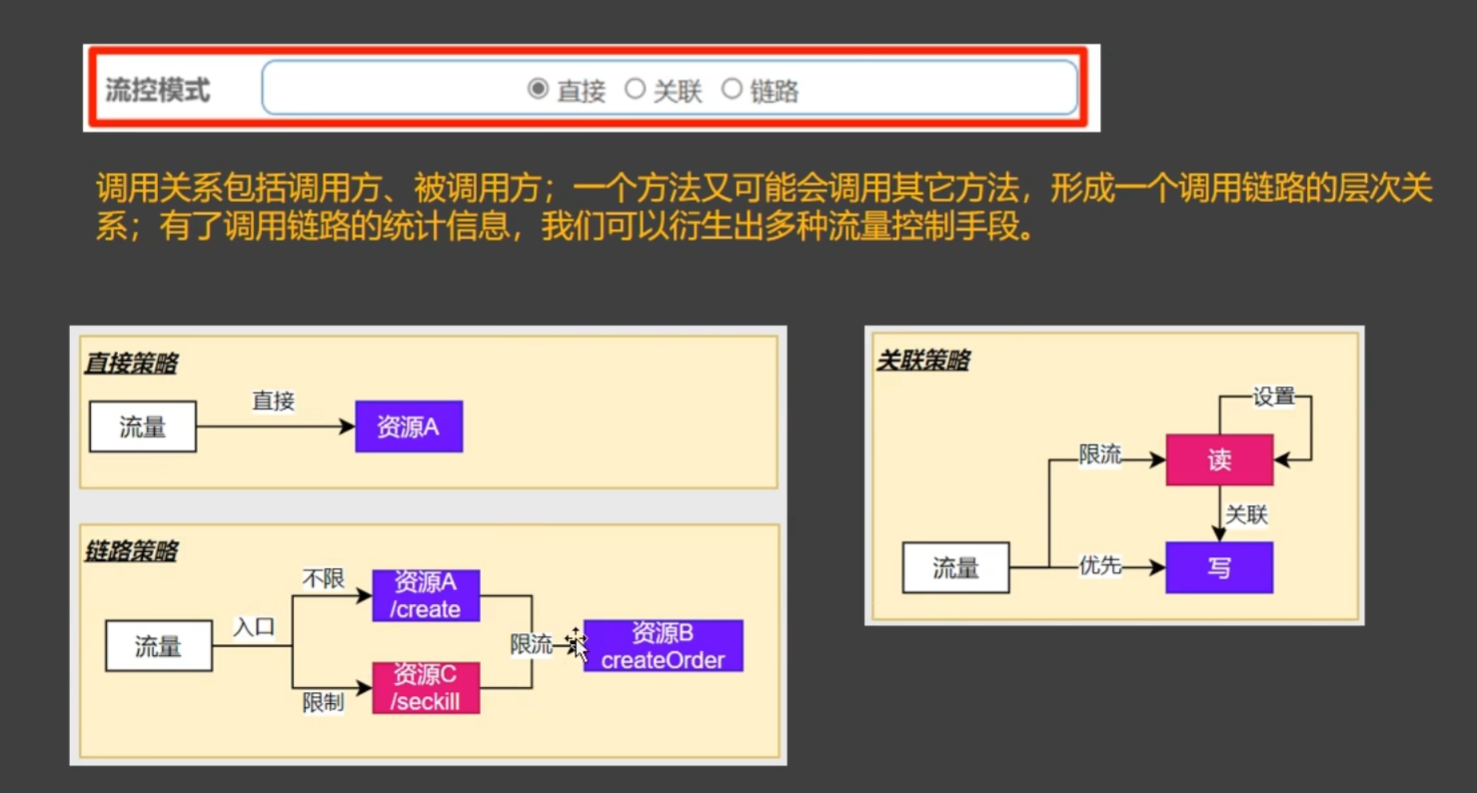 流控模式 直接 关联 链路
调用关系包括调用方、被调用方；一个方法又可能会调用其它方法，形成一个调用链路的层次关
系；有了调用链路的统计信息，我们可以衍生出多种流量控制手段。
直接策略
直接
流量
资源A
链路策略
不限
资源A
/create
入口
流量
限流
资源B
createOrder
资源C
/seckill
限制
关联策略
设置
限流
读
关联
流量
优先
写